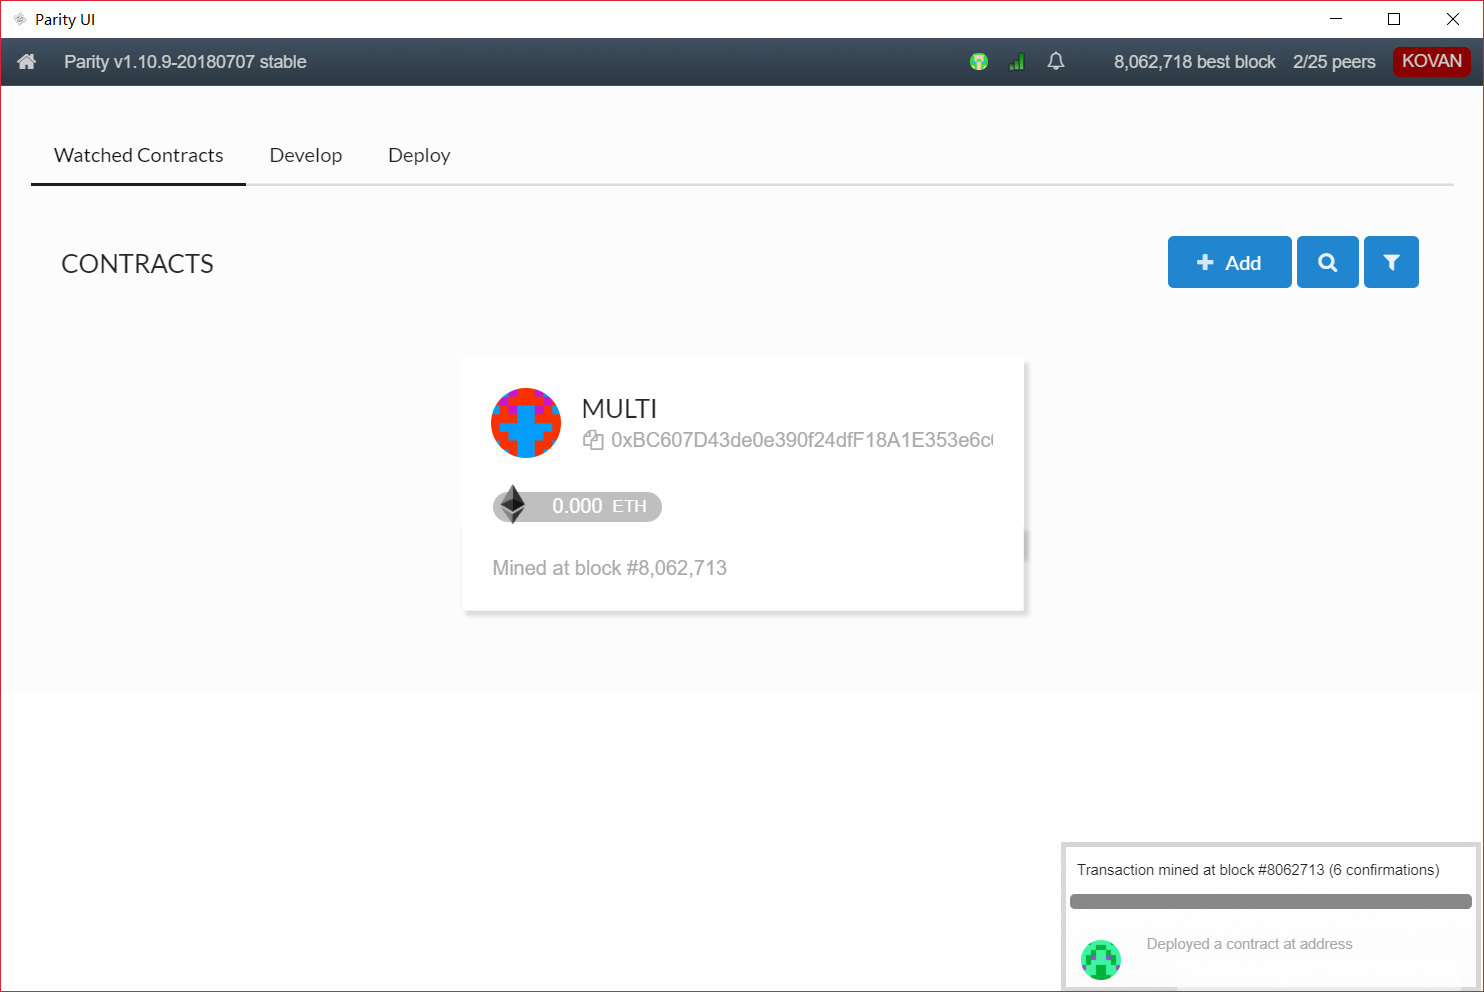 Parity UI
Parity v1.10.9-20180707 stable
8,062,718 best block 2/25 peers KOVAN
Watched Contracts Develop Deploy
CONTRACTS
Add
MULTI
0xBC607D43de0e390f24dfF18A1E353e6c
0.000 ETH
Mined at block #8,062,713
Transaction mined at block #8062713 (6 confirmations)
Deployed a contract at address